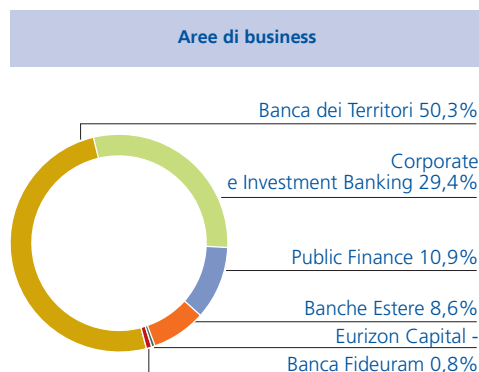 Aree di business
Banca dei Territori 50,3%
Corporate
e Investment Banking 29,4%
Public Finance 10,9%
Banche Estere 8,6%
Eurizon Capital -
Banca Fideuram 0,8%